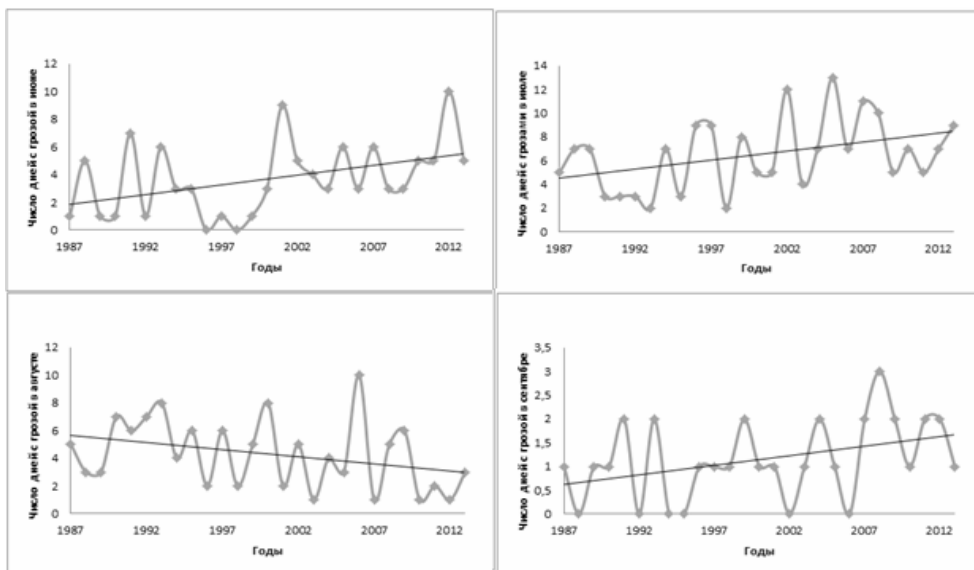 Число дней с грозой в июне
12
10
8
6
4
2
0
1987 1992 1997 2002 2007 2012
Годы
Число дней с грозами в июле
14
12
10
8
6
4
2
0
1987 1992 1997 2002 2007 2012
Годы
Число дней с грозой в августе
12
10
8
6
4
2
0
1987 1992 1997 2002 2007 2012
Годы
Число дней с грозой в сентябре
3,5
3
2,5
2
1,5
1
0,5
0
1987 1992 1997 2002 2007 2012
Годы